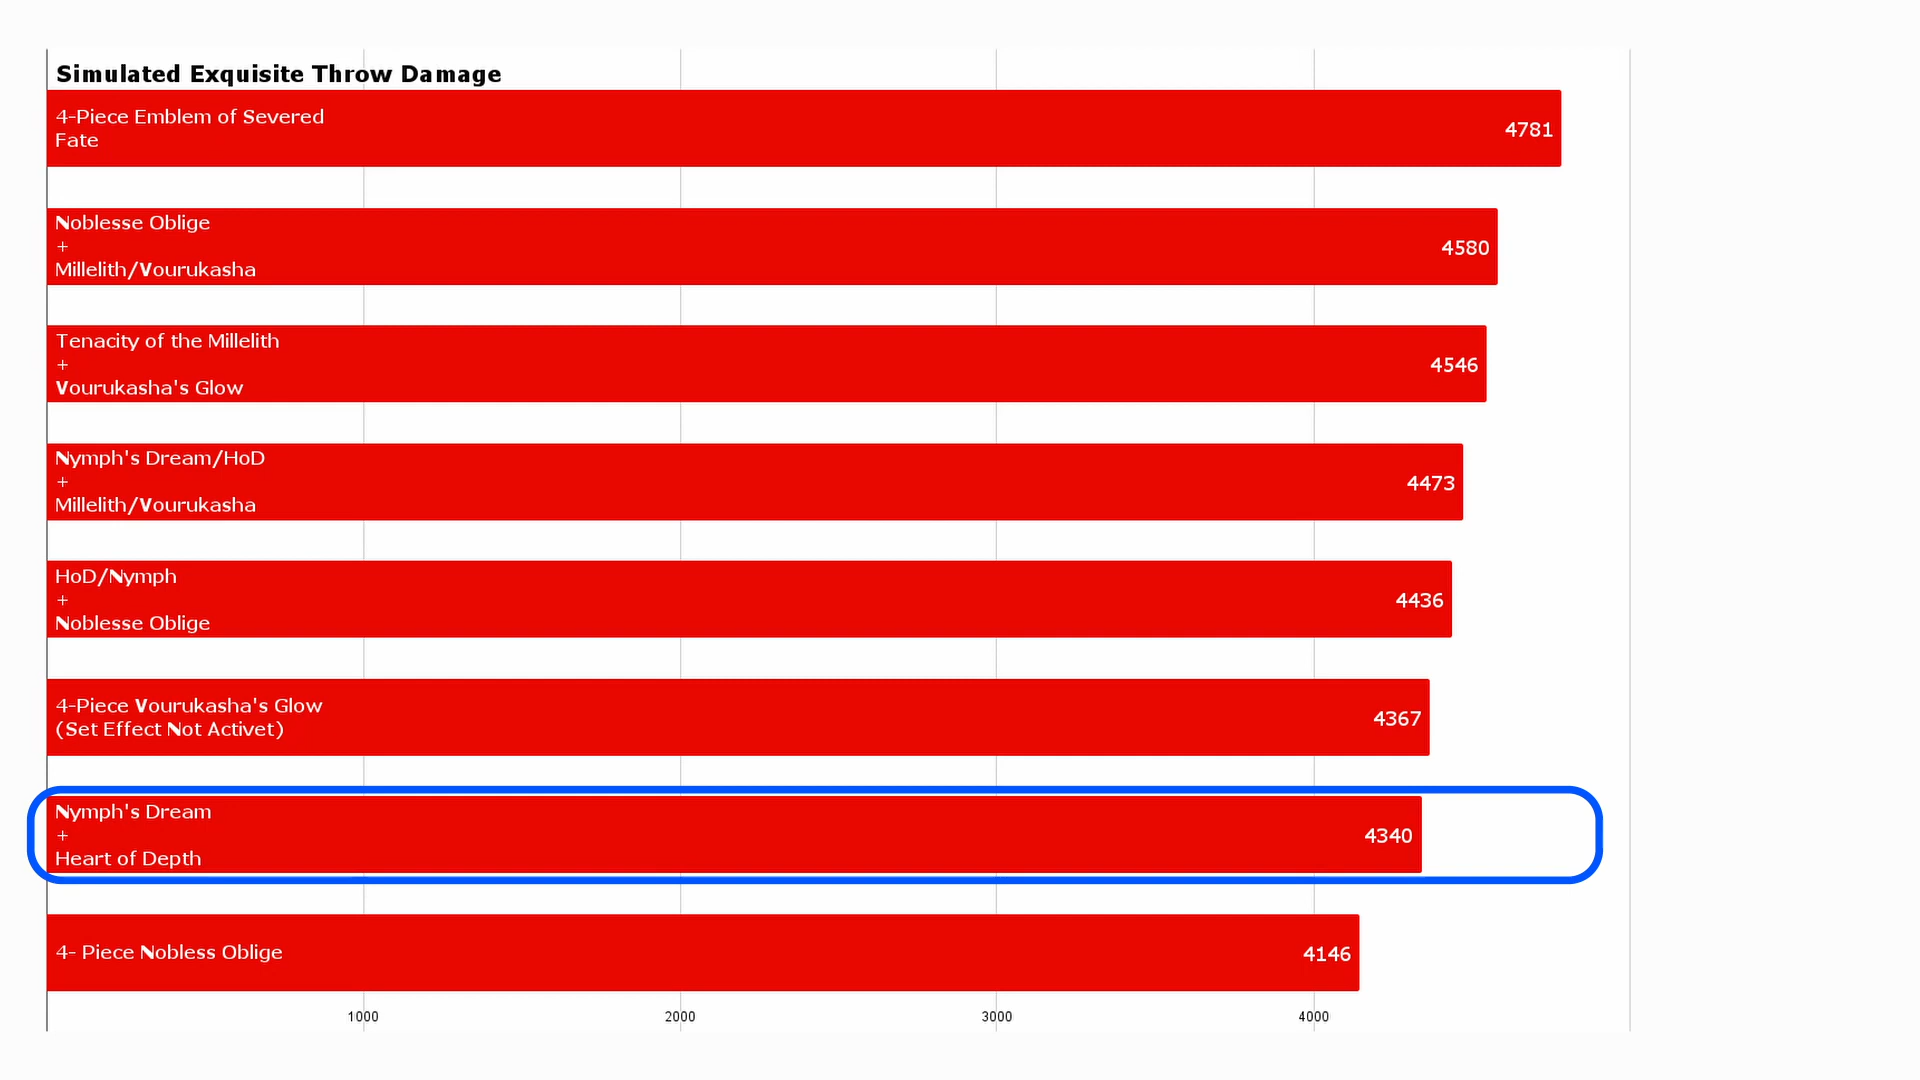 Simulated Exquisite Throw Damage
4-Piece Emblem of Severed
Fate
4781
Noblesse Oblige
+
Millelith/Vourukasha
4580
Tenacity of the Millelith
+
Vourukasha's Glow
4546
Nymph's Dream/HoD
+
Millelith/Vourukasha
4473
HoD/Nymph
+
Noblesse Oblige
4436
4-Piece Vourukasha's Glow
(Set Effect Not Activet)
4367
Nymph's Dream
+
Heart of Depth
4340
4- Piece Nobless Oblige
4146
1000 2000 3000 4000